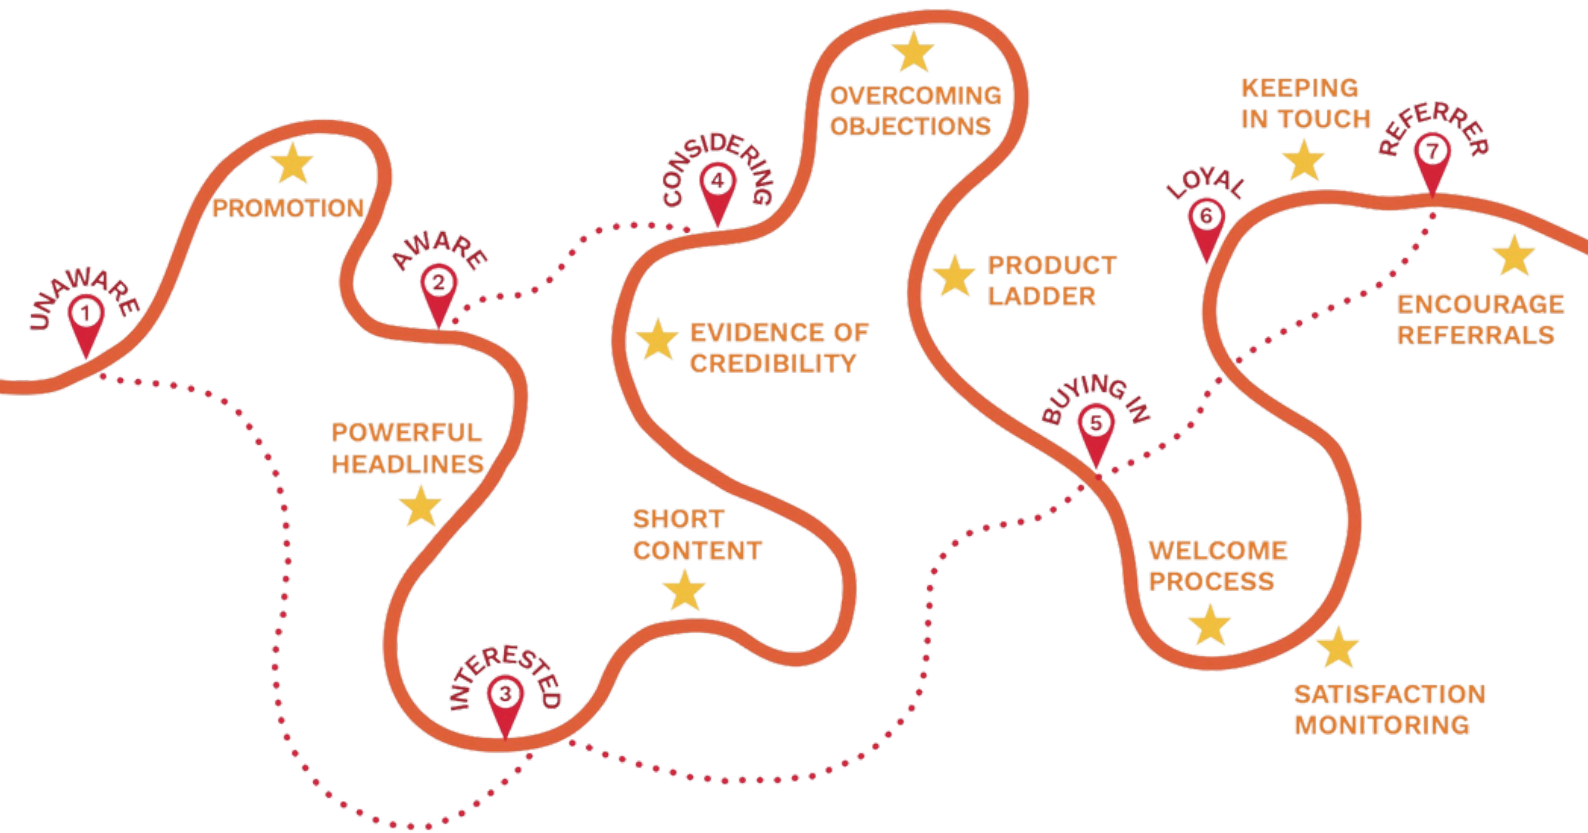 UNAWARE
1
PROMOTION
AWARE
2
POWERFUL
HEADLINES
INTERESTED
3
SHORT
CONTENT
EVIDENCE OF
CREDIBILITY
CONSIDERING
4
OVERCOMING
OBJECTIONS
PRODUCT
LADDER
BUYING IN
5
WELCOME
PROCESS
SATISFACTION
MONITORING
LOYAL
6
KEEPING
IN TOUCH
REFERRER
7
ENCOURAGE
REFERRALS